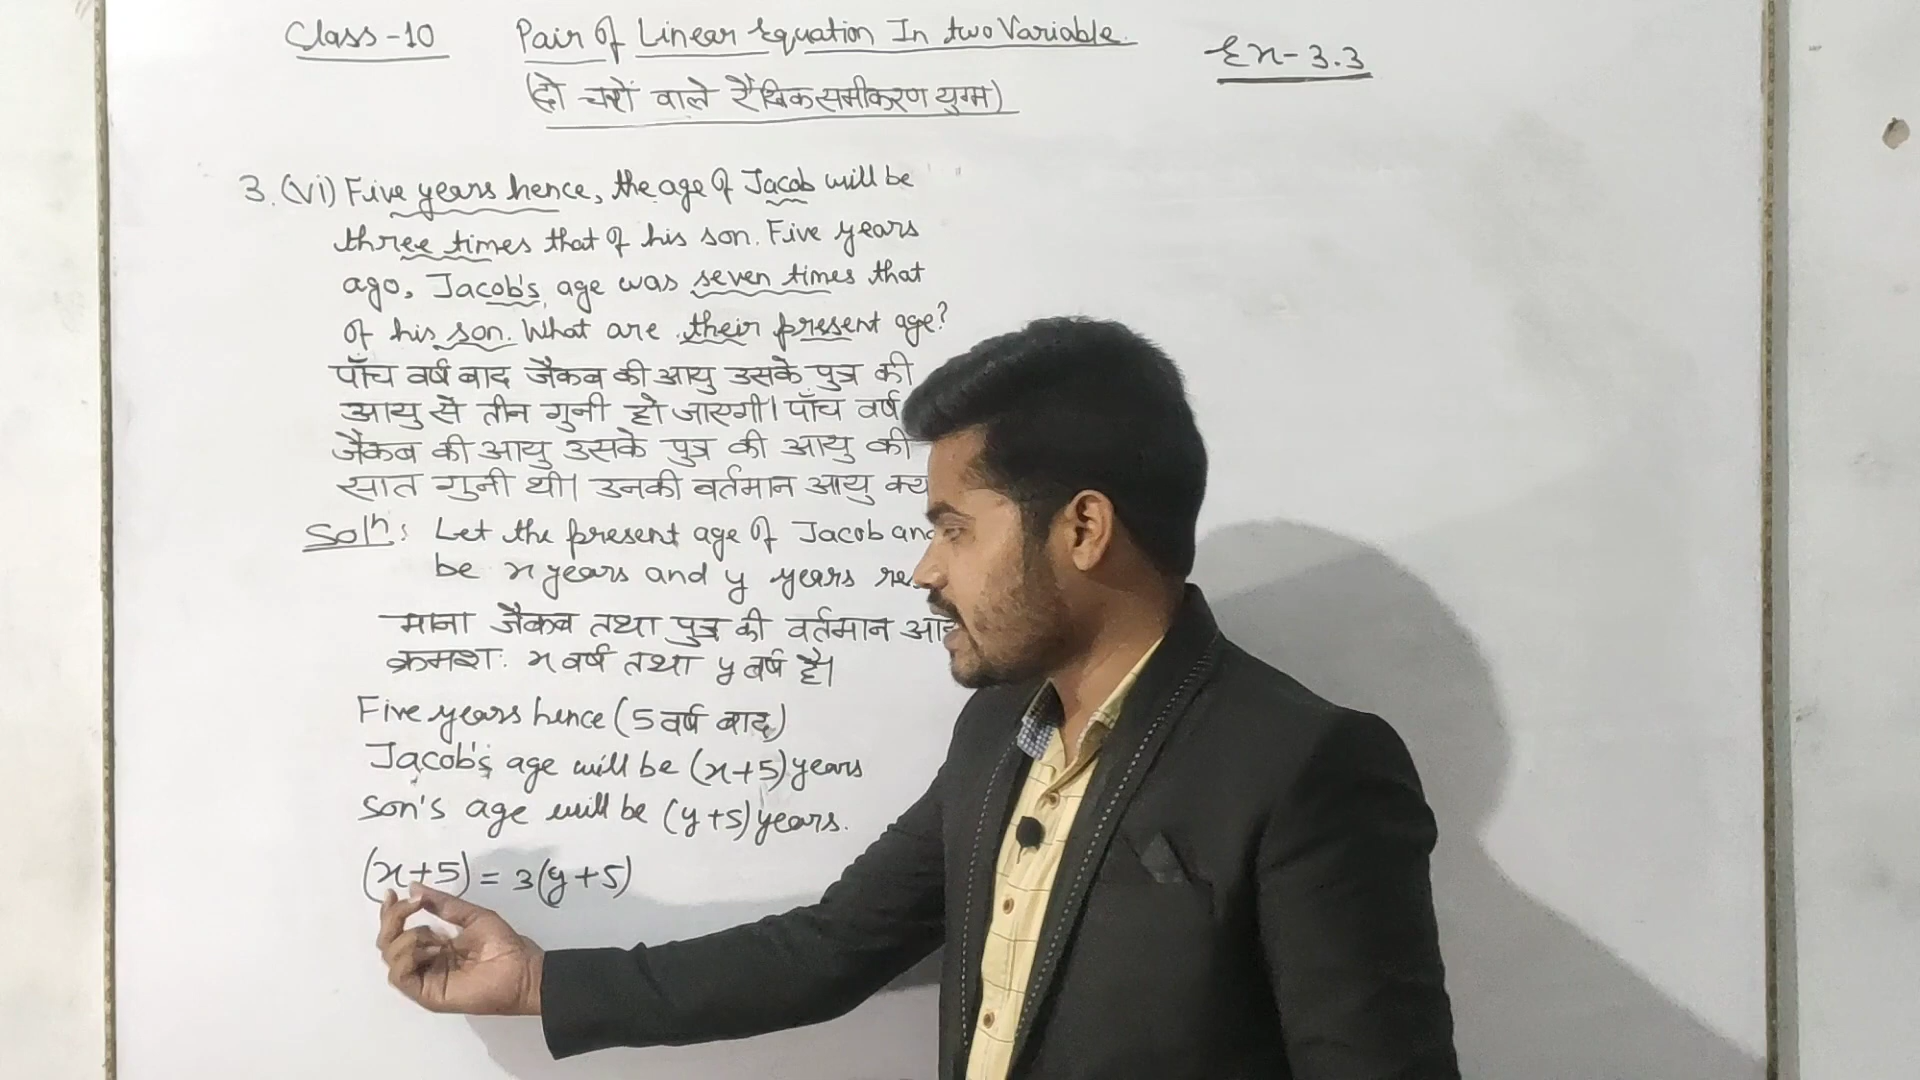 Class-10 Pair of Linear Equation In two Variable. Ex-3.3
(दो चरों वाले रैखिक समीकरण युग्म)
3. (vi) Five years hence, the age of Jacob will be
three times that of his son. Five years
ago, Jacob's age was seven times that
of his son. What are their present age?
पाँच वर्ष बाद जैकब की आयु उसके पुत्र की
आयु से तीन गुनी हो जाएगी। पाँच वर्ष
जैकब की आयु उसके पुत्र की आयु की
सात गुनी थी। उनकी वर्तमान आयु
Solⁿ: Let the present age of Jacob
be x years and y years
माना जैकब तथा पुत्र की वर्तमान
क्रमश: x वर्ष तथा y वर्ष है।
Five years hence (5 वर्ष बाद)
Jacob's age will be (x+5) years
son's age will be (y+5) years.
(x+5) = 3(y+5)